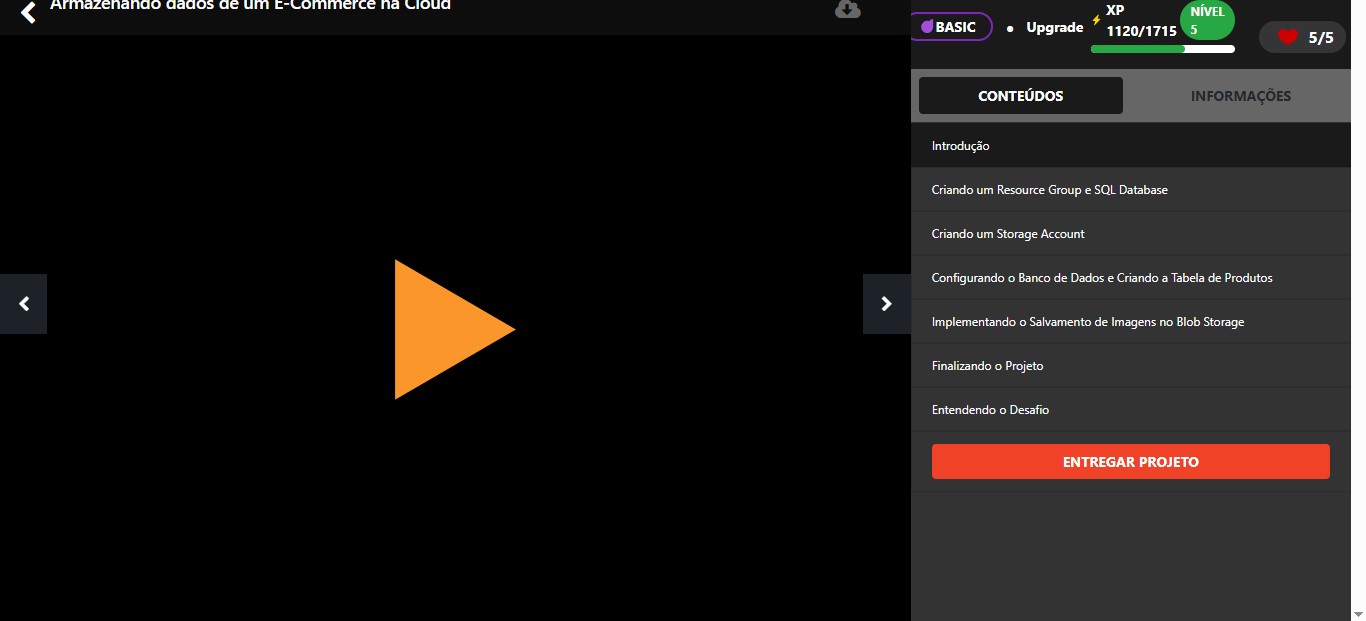 Armazenando dados de um E-Commerce na Cloud
BASIC
Upgrade
XP
1120/1715
NÍVEL
5
5/5
CONTEÚDOS
INFORMAÇÕES
Introdução
Criando um Resource Group e SQL Database
Criando um Storage Account
Configurando o Banco de Dados e Criando a Tabela de Produtos
Implementando o Salvamento de Imagens no Blob Storage
Finalizando o Projeto
Entendendo o Desafio
ENTREGAR PROJETO